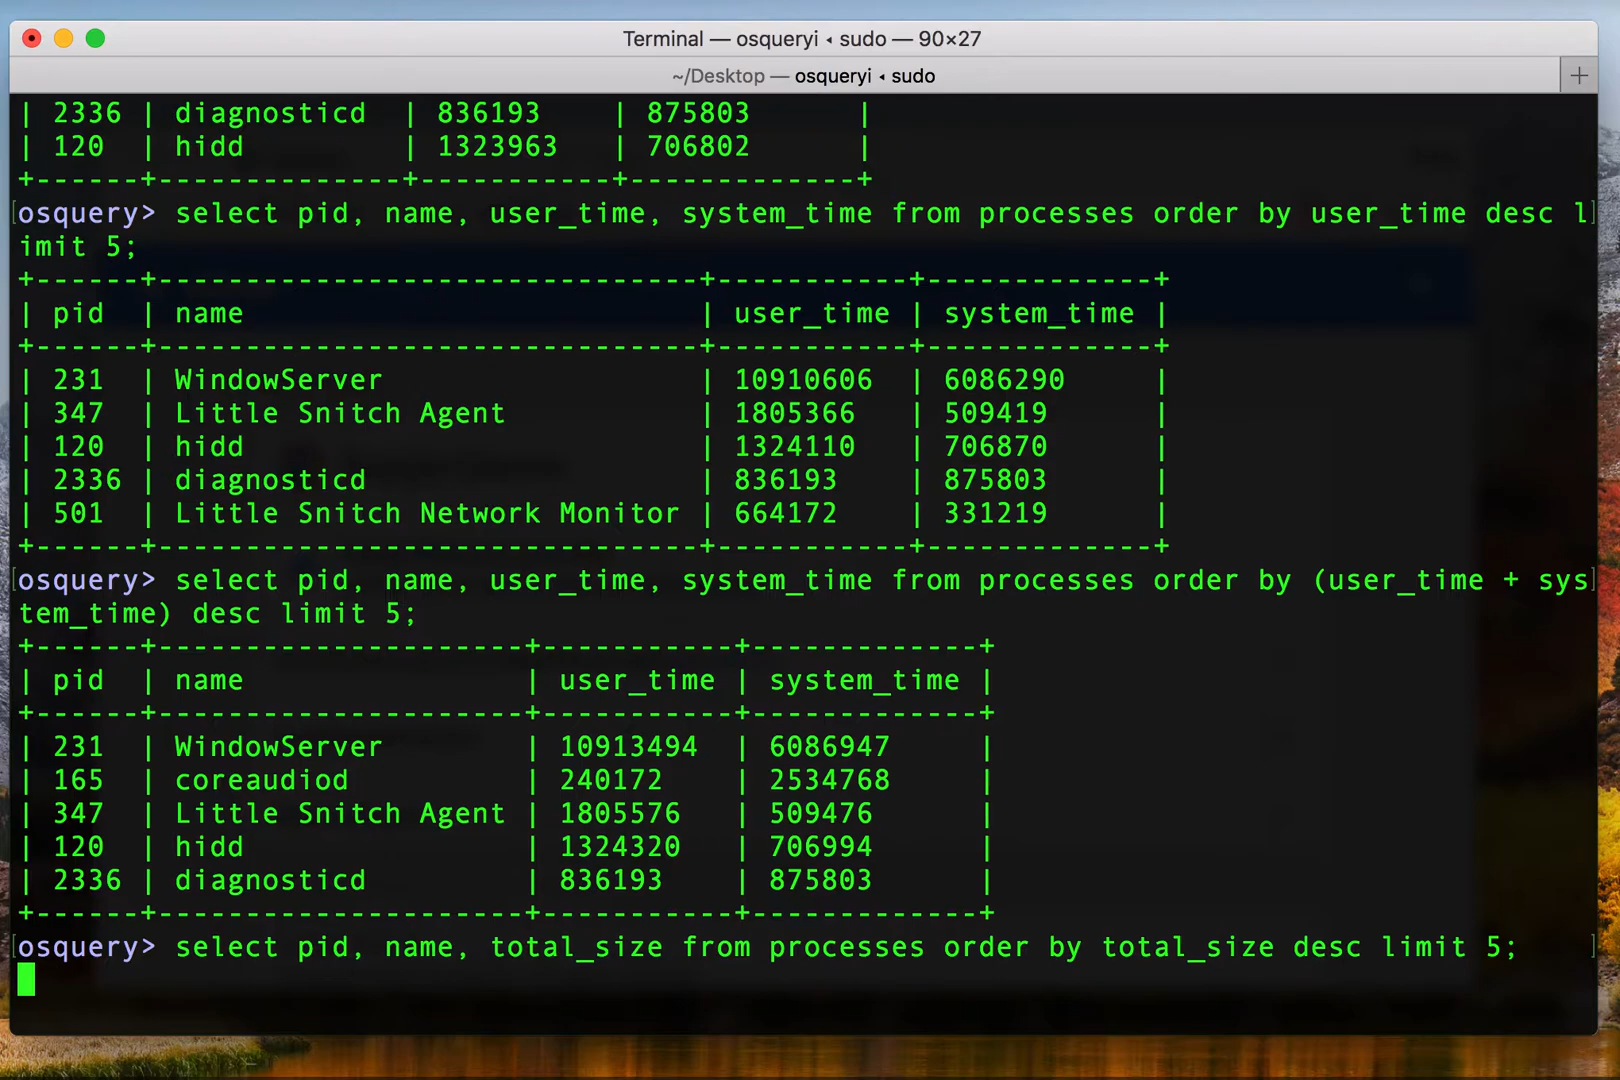 Terminal — osqueryi ◂ sudo — 90×27
~/Desktop — osqueryi ◂ sudo +
| 2336 | diagnosticd  | 836193    | 875803      |
| 120  | hidd         | 1323963   | 706802      |
+------+--------------+-----------+-------------+
[osquery> select pid, name, user_time, system_time from processes order by user_time desc l]
imit 5;
+------+-------------------------------+-----------+-------------+
| pid  | name                          | user_time | system_time |
+------+-------------------------------+-----------+-------------+
| 231  | WindowServer                  | 10910606  | 6086290     |
| 347  | Little Snitch Agent           | 1805366   | 509419      |
| 120  | hidd                          | 1324110   | 706870      |
| 2336 | diagnosticd                   | 836193    | 875803      |
| 501  | Little Snitch Network Monitor | 664172    | 331219      |
+------+-------------------------------+-----------+-------------+
[osquery> select pid, name, user_time, system_time from processes order by (user_time + sys]
tem_time) desc limit 5;
+------+---------------------+-----------+-------------+
| pid  | name                | user_time | system_time |
+------+---------------------+-----------+-------------+
| 231  | WindowServer        | 10913494  | 6086947     |
| 165  | coreaudiod          | 240172    | 2534768     |
| 347  | Little Snitch Agent | 1805576   | 509476      |
| 120  | hidd                | 1324320   | 706994      |
| 2336 | diagnosticd         | 836193    | 875803      |
+------+---------------------+-----------+-------------+
[osquery> select pid, name, total_size from processes order by total_size desc limit 5;    ]